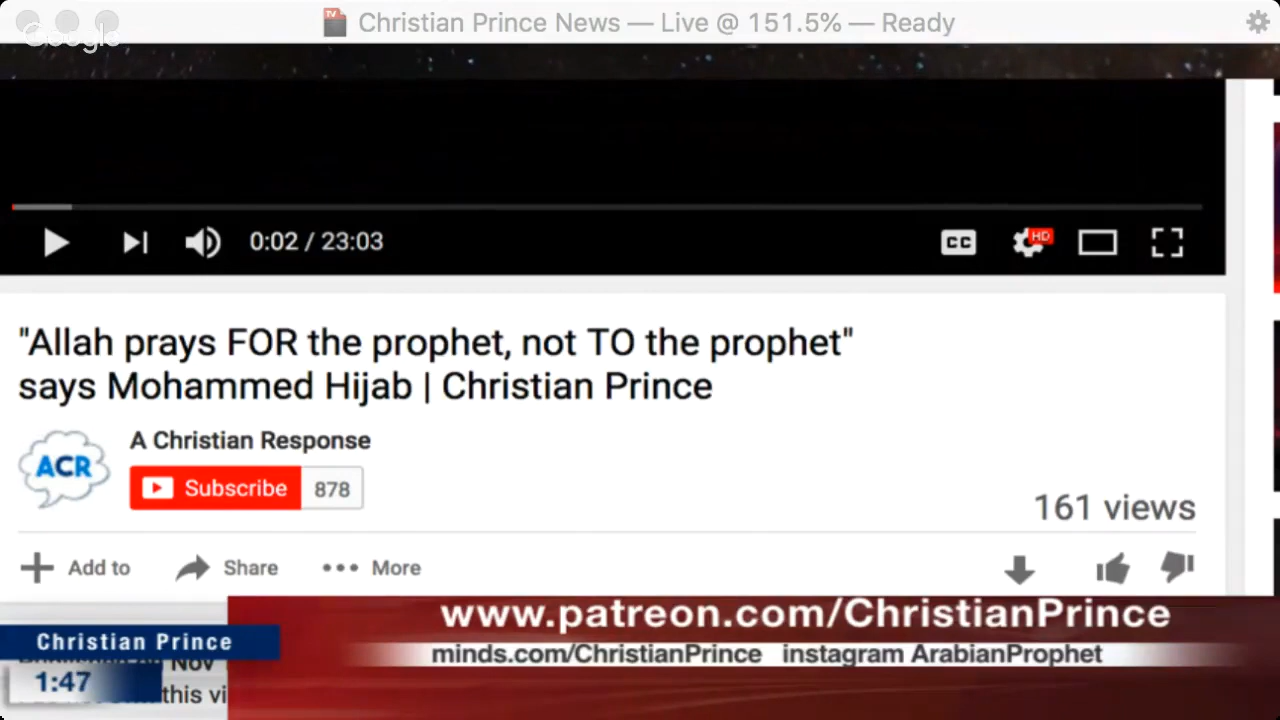 Christian Prince News — Live @ 151.5% — Ready
Google
0:02 / 23:03
CC
HD
"Allah prays FOR the prophet, not TO the prophet"
says Mohammed Hijab | Christian Prince
ACR
A Christian Response
Subscribe 878
161 views
Add to Share More
www.patreon.com/ChristianPrince
Christian Prince
minds.com/ChristianPrince instagram ArabianProphet
Nov
1:47
this vi